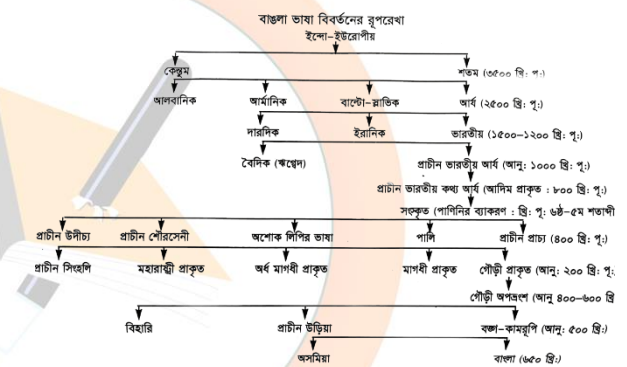 বাঙলা ভাষা বিবর্তনের রূপরেখা
ইন্দো-ইউরোপীয়
কেন্তুম শতম (৩৫০০ খ্রি: পূ:)
আলবানিক আর্মানিক বাল্টো-স্লাভিক আর্য (২৫০০ খ্রি: পূ:)
দারদিক ইরানিক ভারতীয় (১৫০০-১২০০ খ্রি: পূ:)
বৈদিক (ঋগ্বেদ) প্রাচীন ভারতীয় আর্য (আনু: ১০০০ খ্রি: পূ:)
প্রাচীন ভারতীয় কথ্য আর্য (আদিম প্রাকৃত : ৮০০ খ্রি: পূ:)
সংস্কৃত (পাণিনির ব্যাকরণ : খ্রি: পূ: ৬ষ্ঠ-৫ম শতাব্দী
প্রাচীন উদীচ্য প্রাচীন শৌরসেনী অশোক লিপির ভাষা পালি প্রাচীন প্রাচ্য (৪০০ খ্রি: পূ:)
প্রাচীন সিংহলি মহারাষ্ট্রী প্রাকৃত অর্ধ মাগধী প্রাকৃত মাগধী প্রাকৃত গৌড়ী প্রাকৃত (আনু: ২০০ খ্রি: পূ:
গৌড়ী অপভ্রংশ (আনু ৪০০-৬০০ খ্রি
বিহারি প্রাচীন উড়িয়া বঙ্গ-কামরূপি (আনু: ৫০০ খ্রি:)
অসমিয়া বাংলা (৬৫০ খ্রি:)